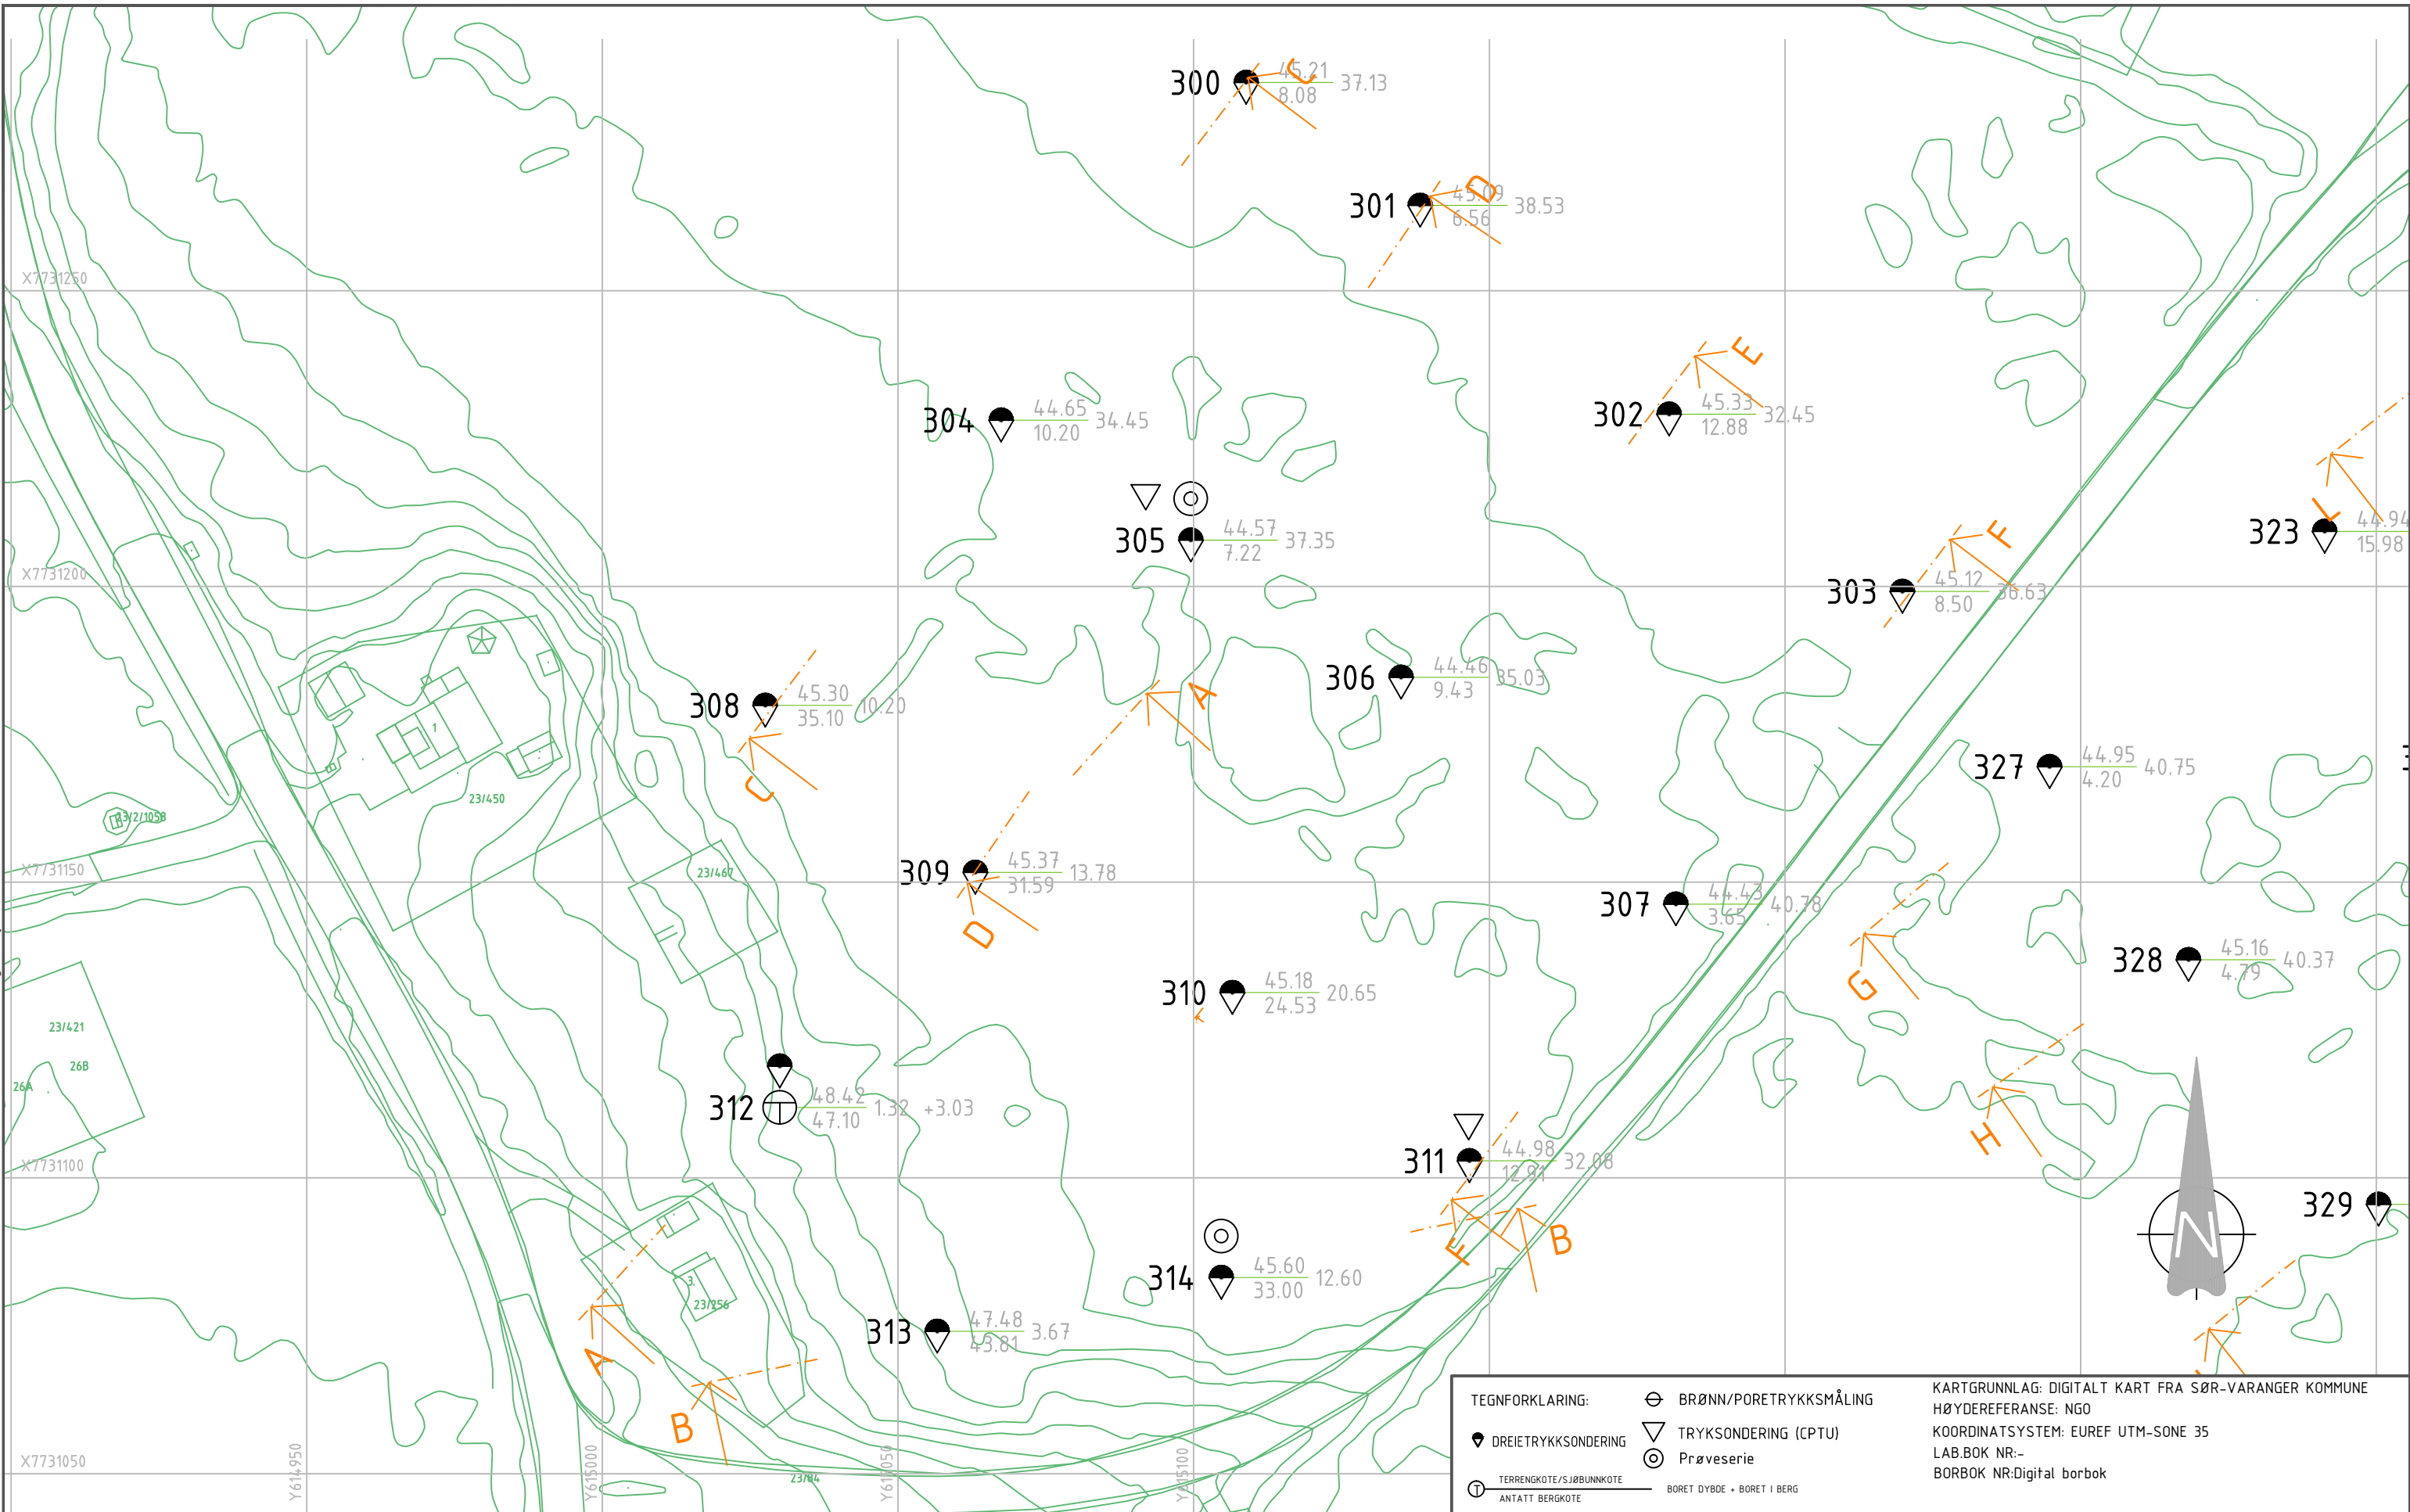 300 45.21 37.13
8.08
C
301 45.09 38.53
6.56
D
X7731250
E
304 44.65 34.45
10.20
302 45.33 32.45
12.88
305 44.57 37.35
7.22
F
323 44.94
15.98
L
X7731200
303 45.12 36.63
8.50
306 44.46 35.03
9.43
A
308 45.30 10.20
35.10
C
1
23/450
327 44.95 40.75
4.20
23/2/1058
X7731150
23/467
309 45.37 13.78
31.59
D
307 44.43 40.78
3.65
328 45.16 40.37
4.79
G
310 45.18 20.65
24.53
23/421
26B
26A
312 48.42 1.32 +3.03
47.10
H
X7731100
311 44.98 32.08
12.91
329
N
F
B
314 45.60 12.60
33.00
3.
23/256
313 47.48 3.67
43.81
A
B
X7731050
Y614950
Y615000
Y615050
Y615100
23/84
TEGNFORKLARING:
BRØNN/PORETRYKKSMÅLING
DREIETRYKKSONDERING
TRYKSONDERING (CPTU)
Prøveserie
T
TERRENGKOTE/SJØBUNNKOTE
ANTATT BERGKOTE
BORET DYBDE + BORET I BERG
KARTGRUNNLAG: DIGITALT KART FRA SØR-VARANGER KOMMUNE
HØYDEREFERANSE: NGO
KOORDINATSYSTEM: EUREF UTM-SONE 35
LAB.BOK NR:-
BORBOK NR:Digital borbok